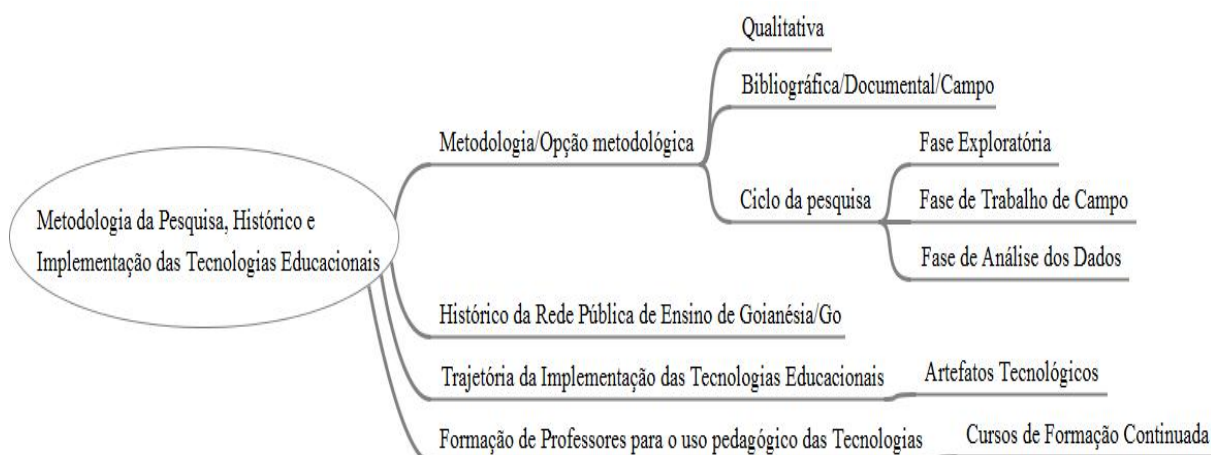 Metodologia da Pesquisa, Histórico e
Implementação das Tecnologias Educacionais
Metodologia/Opção metodológica
Qualitativa
Bibliográfica/Documental/Campo
Ciclo da pesquisa
Fase Exploratória
Fase de Trabalho de Campo
Fase de Análise dos Dados
Histórico da Rede Pública de Ensino de Goianésia/Go
Trajetória da Implementação das Tecnologias Educacionais
Artefatos Tecnológicos
Formação de Professores para o uso pedagógico das Tecnologias
Cursos de Formação Continuada